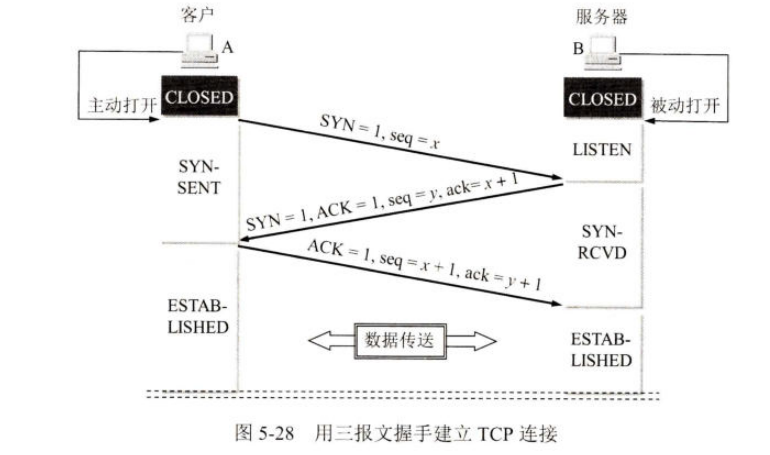 客户
服务器
A
B
主动打开
CLOSED
CLOSED
被动打开
SYN = 1, seq = x
LISTEN
SYN-
SENT
SYN = 1, ACK = 1, seq = y, ack= x + 1
SYN-
RCVD
ACK = 1, seq = x + 1, ack = y + 1
ESTAB-
LISHED
数据传送
ESTAB-
LISHED
图 5-28 用三报文握手建立 TCP 连接